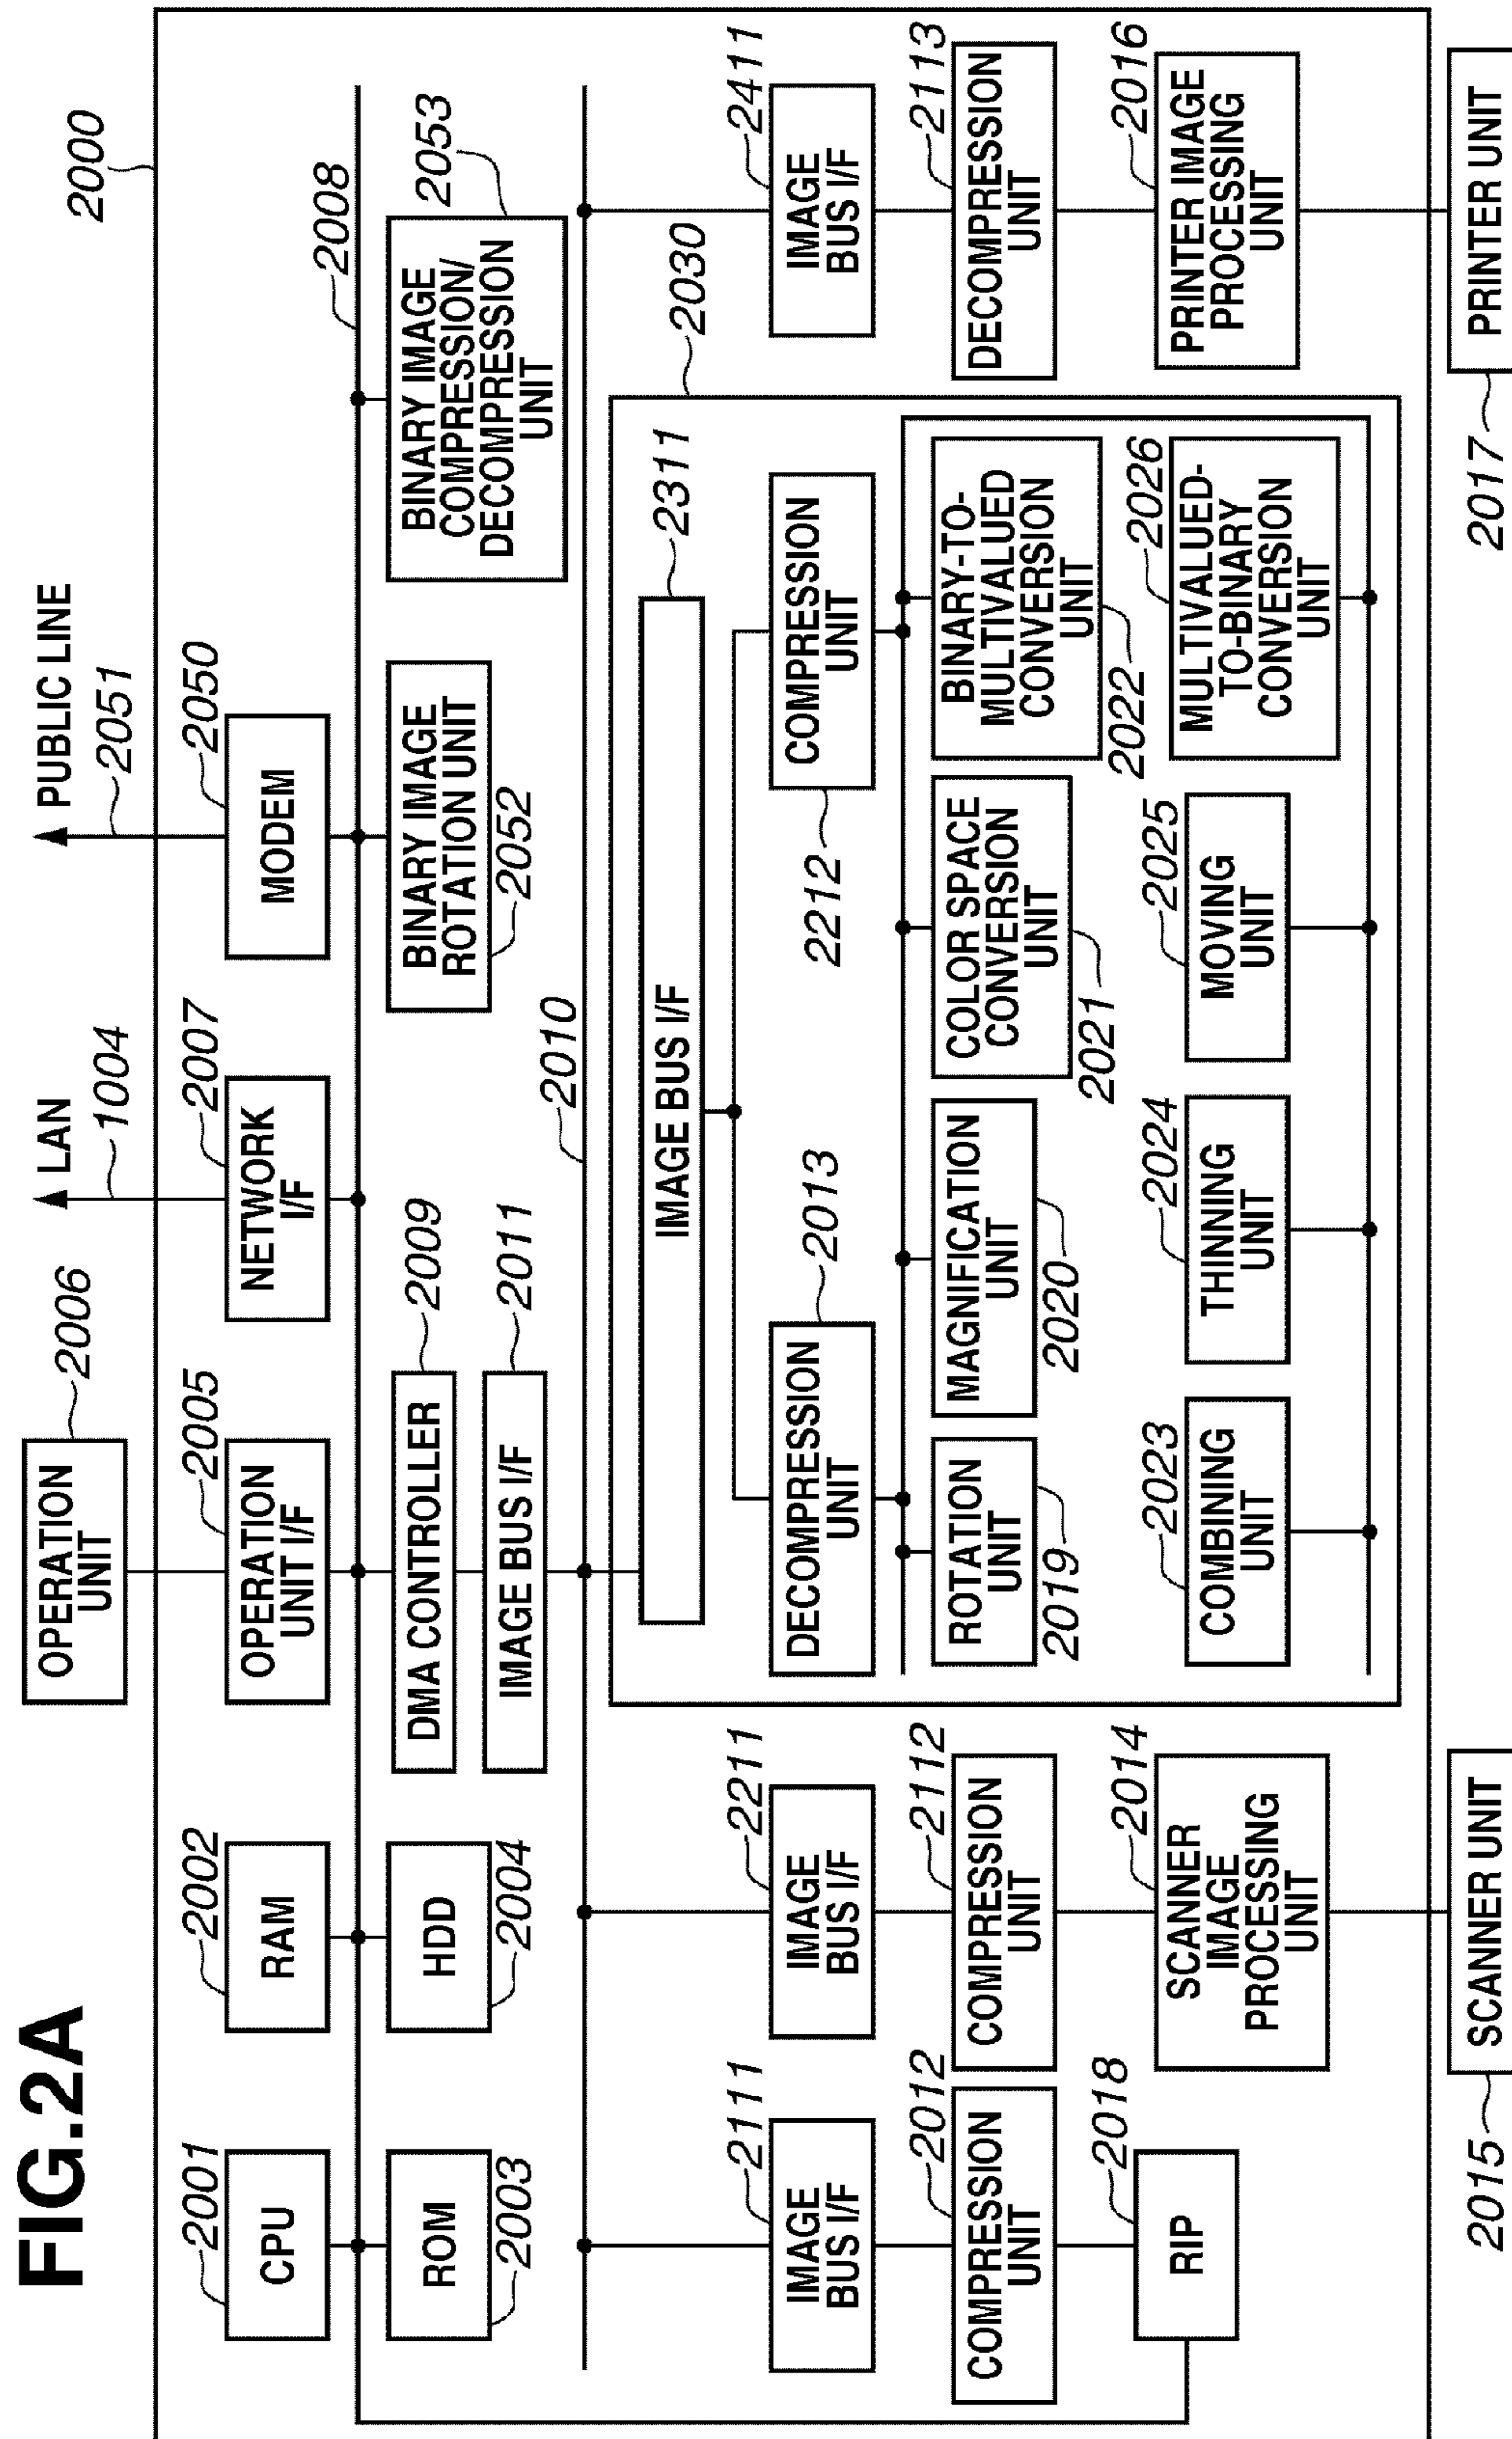 FIG.2A
2000
OPERATION
UNIT
2006
LAN
1004
PUBLIC LINE
2051
CPU
2001
RAM
2002
OPERATION
UNIT I/F
2005
NETWORK
I/F
2007
MODEM
2050
2008
ROM
2003
HDD
2004
DMA CONTROLLER
2009
IMAGE BUS I/F
2011
BINARY IMAGE
ROTATION UNIT
2052
BINARY IMAGE
COMPRESSION/
DECOMPRESSION
UNIT
2053
2010
IMAGE BUS I/F
2311
2030
IMAGE
BUS I/F
2111
IMAGE
BUS I/F
2211
DECOMPRESSION
UNIT
2013
COMPRESSION
UNIT
2212
IMAGE
BUS I/F
2411
COMPRESSION
UNIT
2012
COMPRESSION
UNIT
2112
ROTATION
UNIT
2019
MAGNIFICATION
UNIT
2020
COLOR SPACE
CONVERSION
UNIT
2021
BINARY-TO-
MULTIVALUED
CONVERSION
UNIT
2022
DECOMPRESSION
UNIT
2113
RIP
2018
SCANNER
IMAGE
PROCESSING
UNIT
2014
COMBINING
UNIT
2023
THINNING
UNIT
2024
MOVING
UNIT
2025
MULTIVALUED-
TO-BINARY
CONVERSION
UNIT
2026
PRINTER IMAGE
PROCESSING
UNIT
2016
2015
SCANNER UNIT
2017
PRINTER UNIT